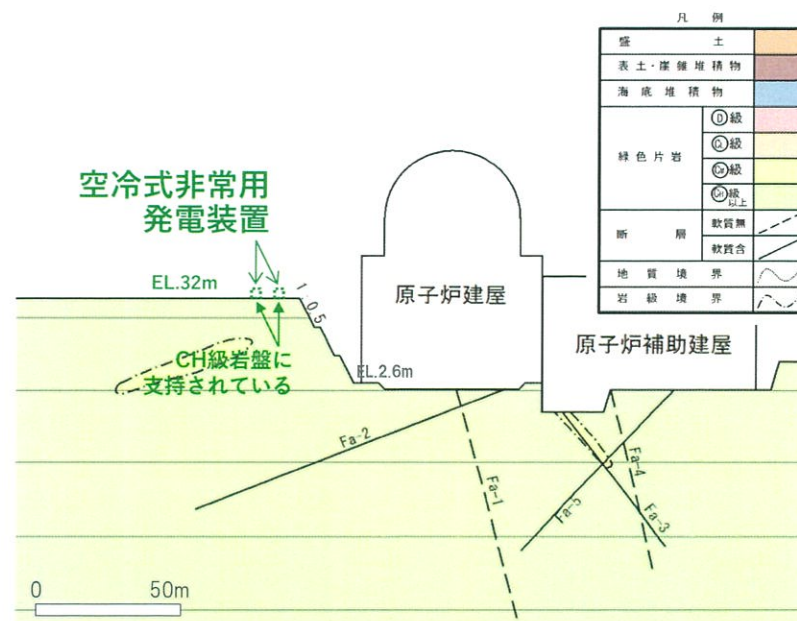 凡 例
盛 土
表土・崖錐堆積物
海底堆積物
緑色片岩
D級
CL級
CM級
CH級
以上
断 層
軟質無
軟質含
地質境界
岩級境界
空冷式非常用
発電装置
EL.32m
1:0.5
原子炉建屋
原子炉補助建屋
CH級岩盤に
支持されている
EL.2.6m
Fa-2
Fa-1
Fa-4
Fa-5
Fa-3
0 50m